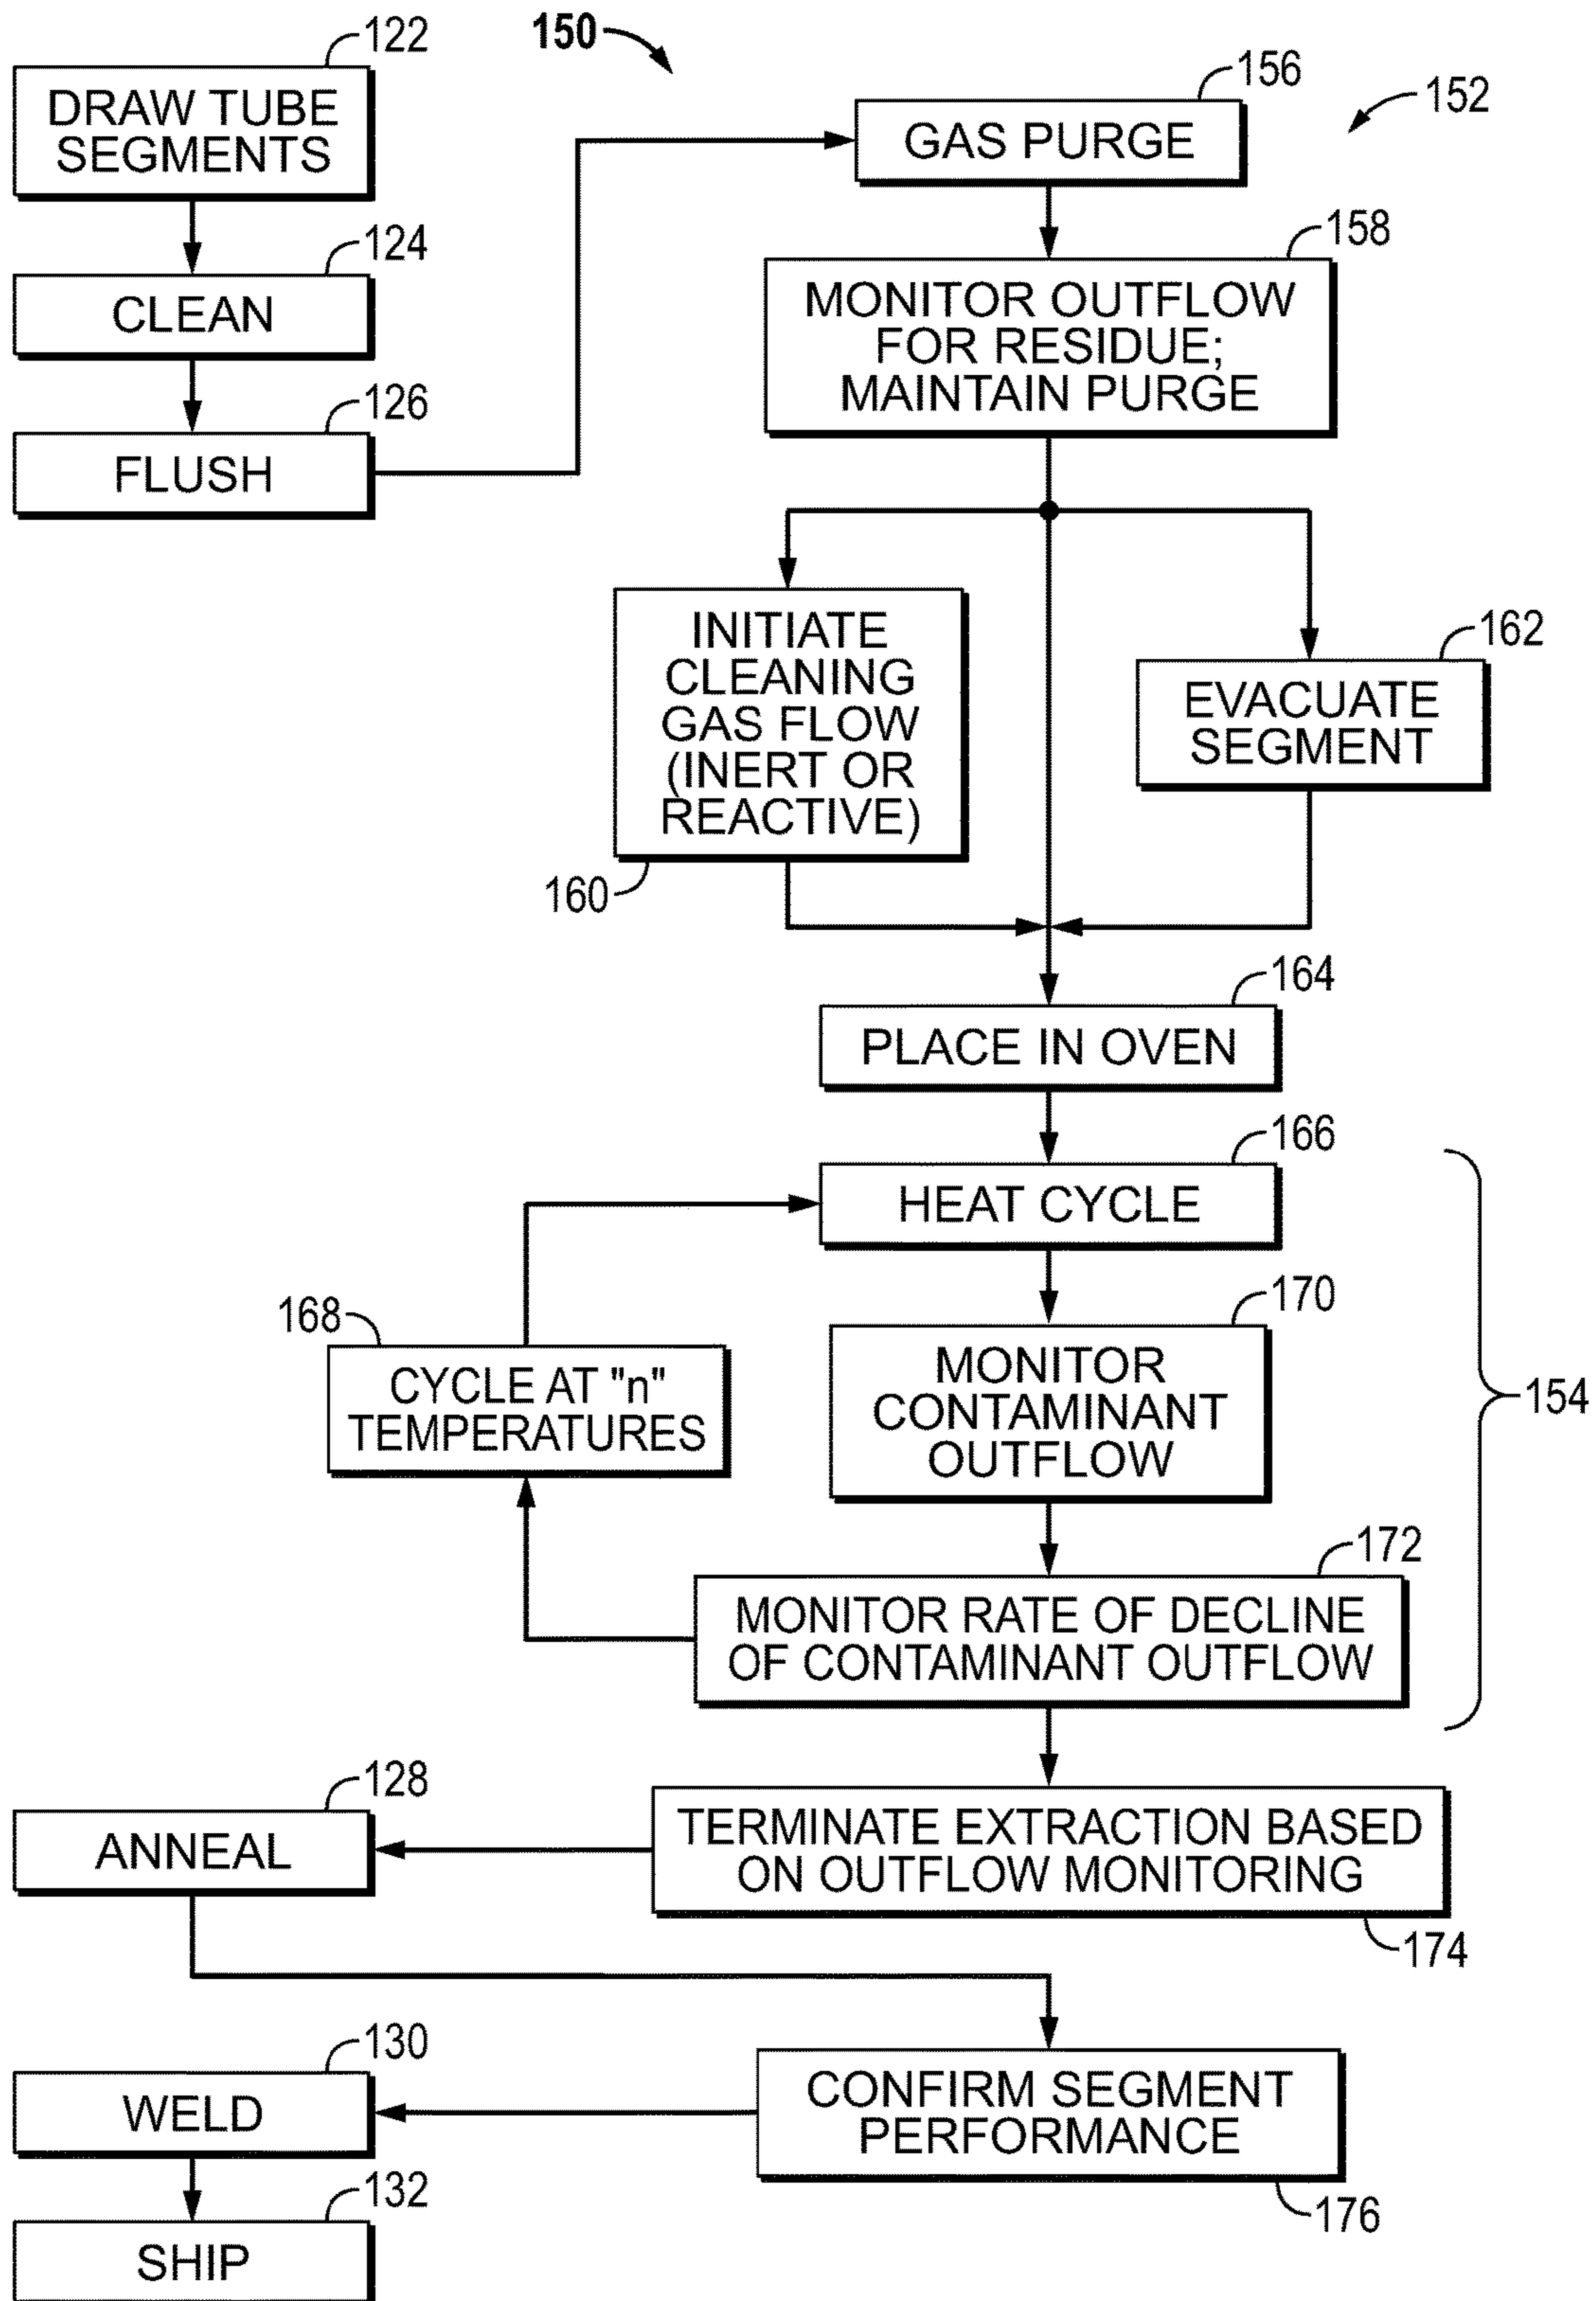 150
122
DRAW TUBE
SEGMENTS
156
GAS PURGE
152
124
CLEAN
158
MONITOR OUTFLOW
FOR RESIDUE;
MAINTAIN PURGE
126
FLUSH
INITIATE
CLEANING
GAS FLOW
(INERT OR
REACTIVE)
160
162
EVACUATE
SEGMENT
164
PLACE IN OVEN
166
HEAT CYCLE
168
CYCLE AT "n"
TEMPERATURES
170
MONITOR
CONTAMINANT
OUTFLOW
154
172
MONITOR RATE OF DECLINE
OF CONTAMINANT OUTFLOW
128
ANNEAL
TERMINATE EXTRACTION BASED
ON OUTFLOW MONITORING
174
130
WELD
CONFIRM SEGMENT
PERFORMANCE
176
132
SHIP